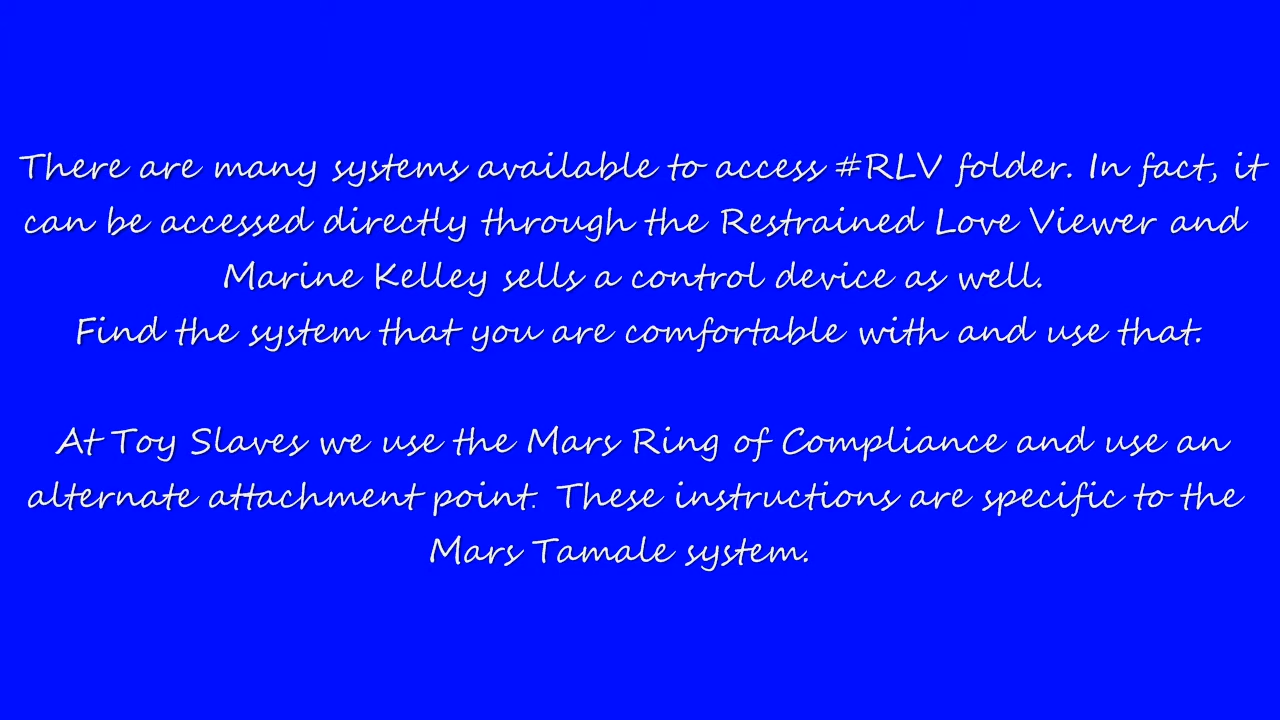 There are many systems available to access #RLV folder. In fact, it
can be accessed directly through the Restrained Love Viewer and
Marine Kelley sells a control device as well.
Find the system that you are comfortable with and use that.
At Toy Slaves we use the Mars Ring of Compliance and use an
alternate attachment point. These instructions are specific to the
Mars Tamale system.